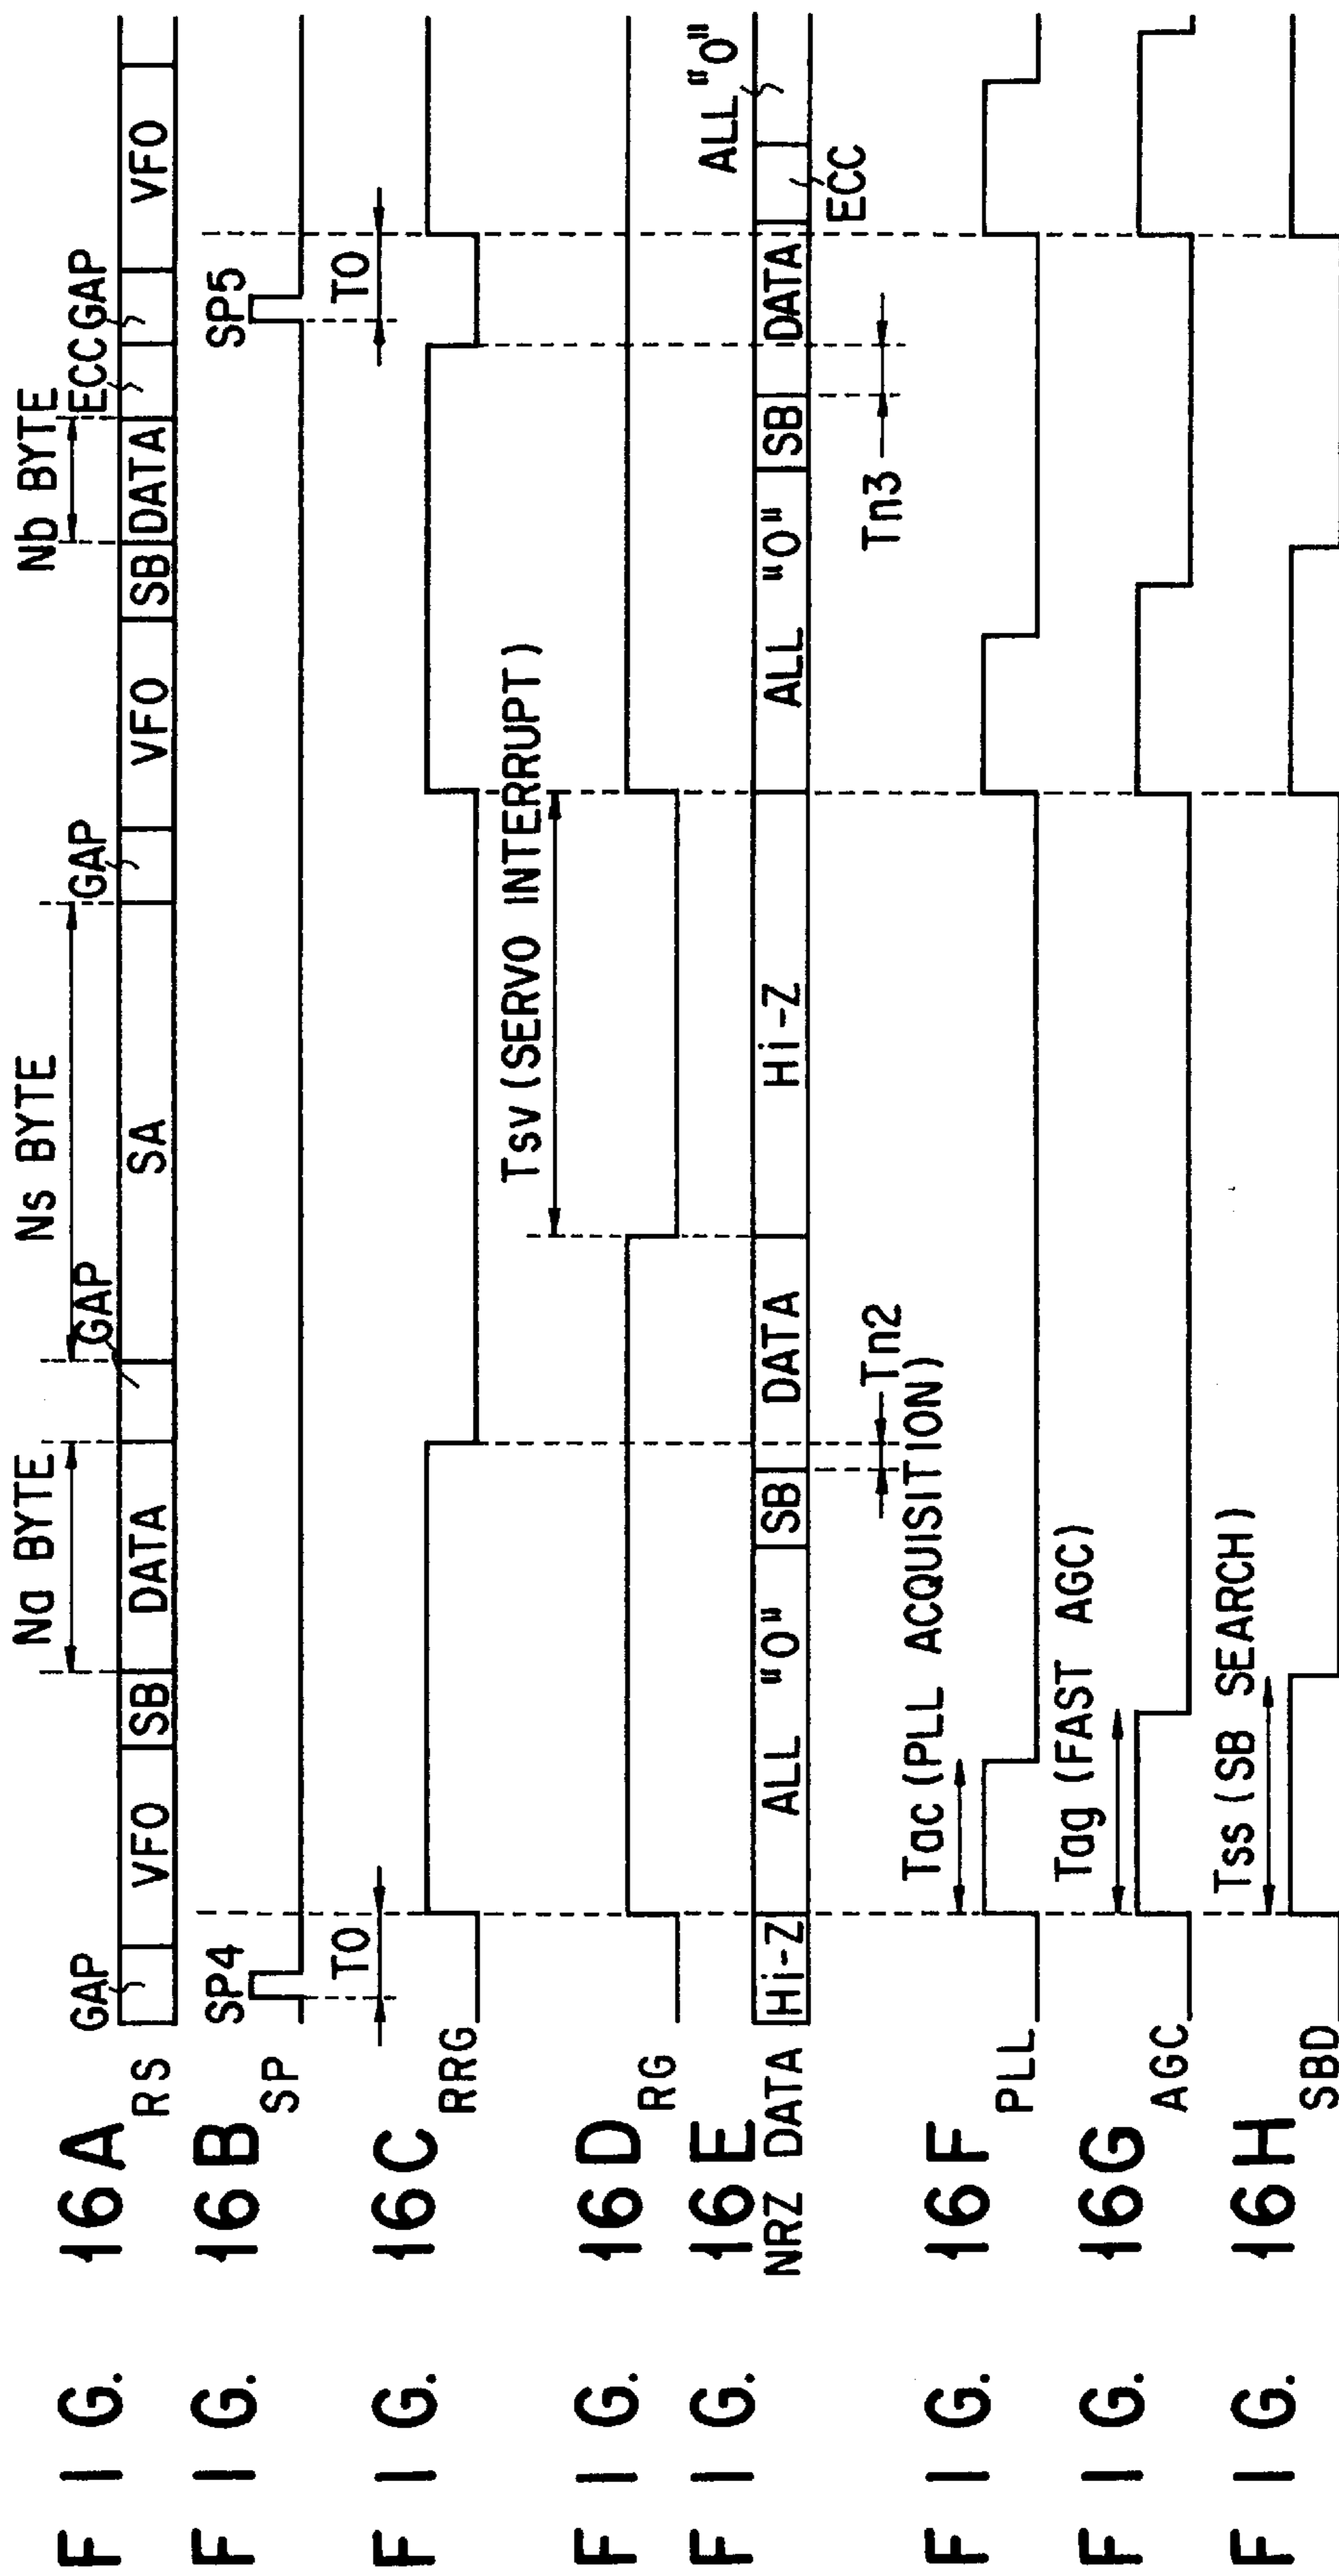 FIG. 16A
RS
GAP
VFO
SB
DATA
Na BYTE
GAP
SA
Ns BYTE
GAP
VFO
SB
DATA
Nb BYTE
ECC
GAP
VFO
FIG. 16B
SP
SP4
SP5
FIG. 16C
RRG
T0
T0
FIG. 16D
RG
Tsv (SERVO INTERRUPT)
FIG. 16E
NRZ DATA
Hi-Z
ALL "0"
SB
DATA
Hi-Z
ALL "0"
SB
DATA
ECC
ALL "0"
Tn2
Tn3
FIG. 16F
PLL
Tac (PLL ACQUISITION)
FIG. 16G
AGC
Tag (FAST AGC)
FIG. 16H
SBD
Tss (SB SEARCH)